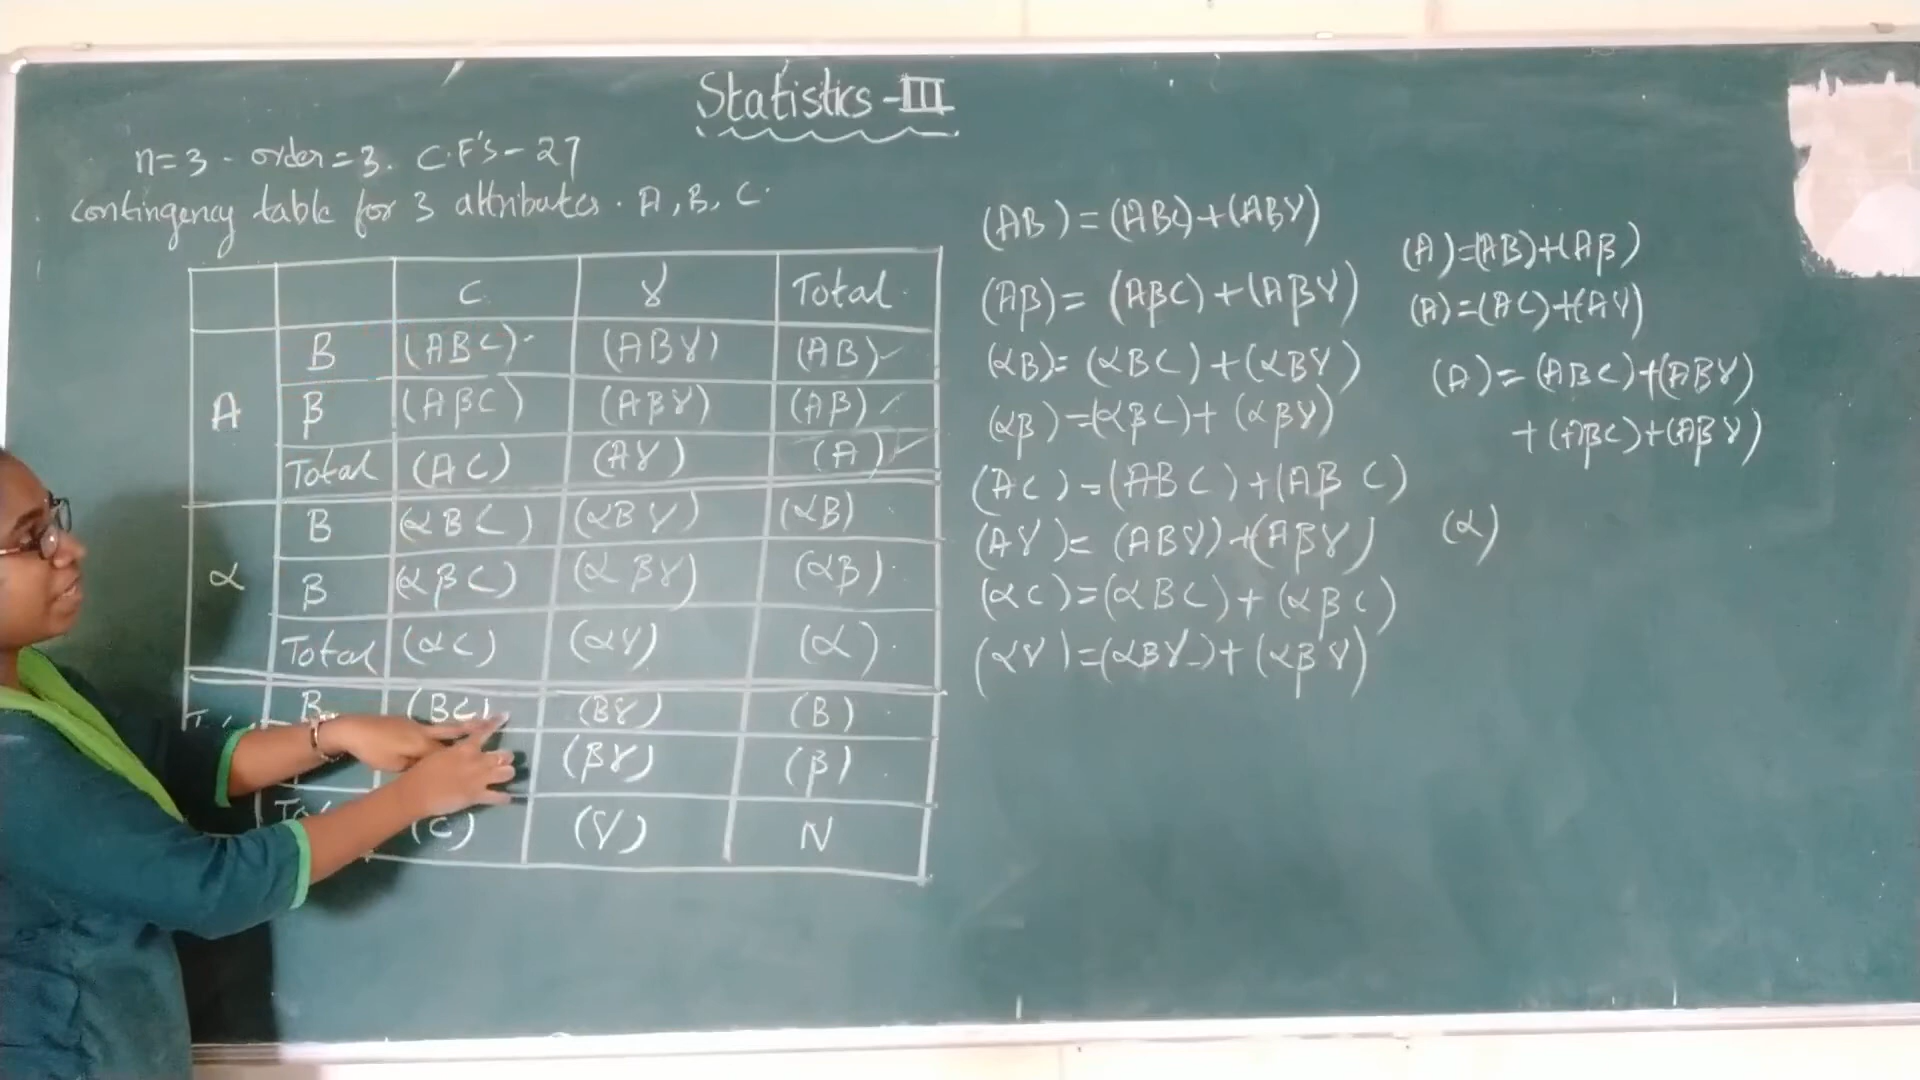 Statistics-III
n=3 - order=3. C.F's-27
contingency table for 3 attributes. A, B, C.
C γ Total
A B (ABC) (ABγ) (AB)
β (AβC) (Aβγ) (Aβ)
Total (AC) (Aγ) (A)
α B (αBC) (αBγ) (αB)
β (αβC) (αβγ) (αβ)
Total (αC) (αγ) (α)
B (BC) (Bγ) (B)
(βγ) (β)
(C) (γ) N
(AB)=(ABC)+(ABγ)
(Aβ)=(AβC)+(Aβγ)
(αB)=(αBC)+(αBγ)
(αβ)=(αβC)+(αβγ)
(AC)=(ABC)+(AβC)
(Aγ)=(ABγ)+(Aβγ)
(αC)=(αBC)+(αβC)
(αγ)=(αBγ)+(αβγ)
(A)=(AB)+(Aβ)
(A)=(AC)+(Aγ)
(A)=(ABC)+(ABγ)
+(AβC)+(Aβγ)
(α)